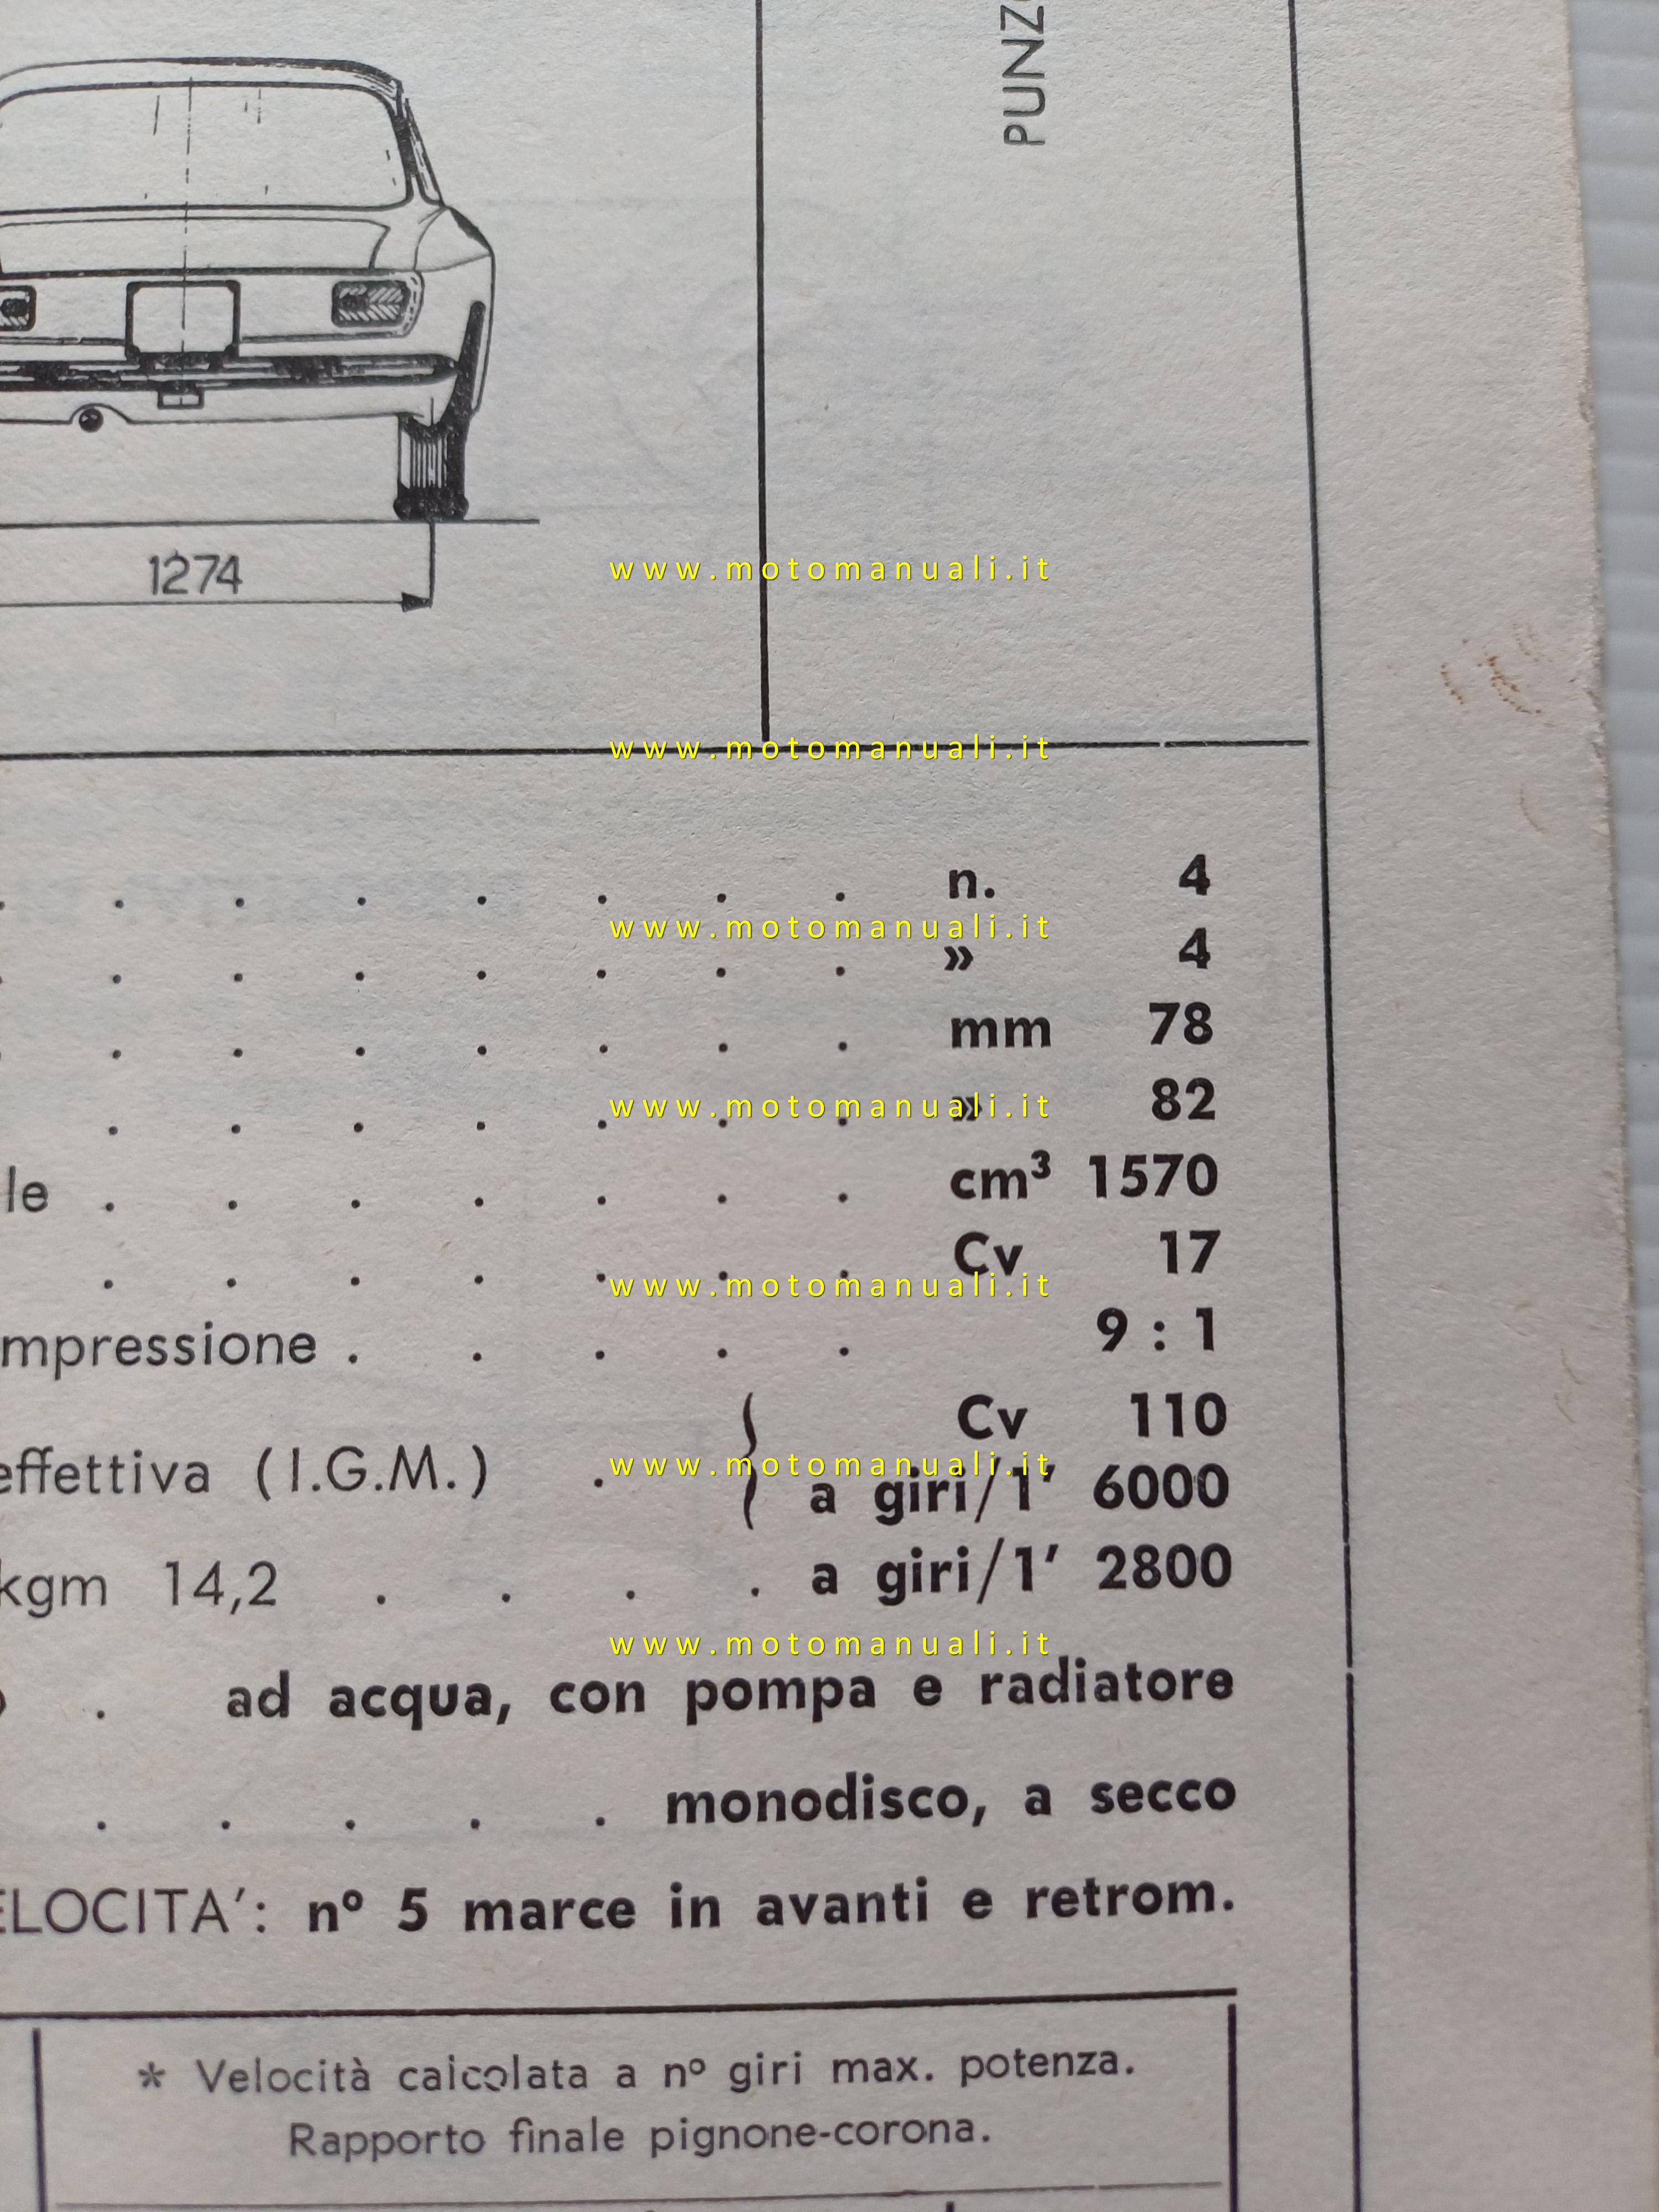 PUNZ
1274
www.motomanuali.it
www.motomanuali.it
. . . . . . . . n. 4
www.motomanuali.it
. . . . . . . . » 4
. . . . . . . . mm 78
. . . . . . . » 82
www.motomanuali.it
le . . . . . . . cm³ 1570
. . . . . . . Cv 17
www.motomanuali.it
mpressione . . . . . 9 : 1
Cv 110
effettiva (I.G.M.) .
www.motomanuali.it
a giri/1' 6000
kgm 14,2 . . . . a giri/1' 2800
www.motomanuali.it
. ad acqua, con pompa e radiatore
. . . . . monodisco, a secco
ELOCITA': n° 5 marce in avanti e retrom.
* Velocità calcolata a n° giri max. potenza.
Rapporto finale pignone-corona.